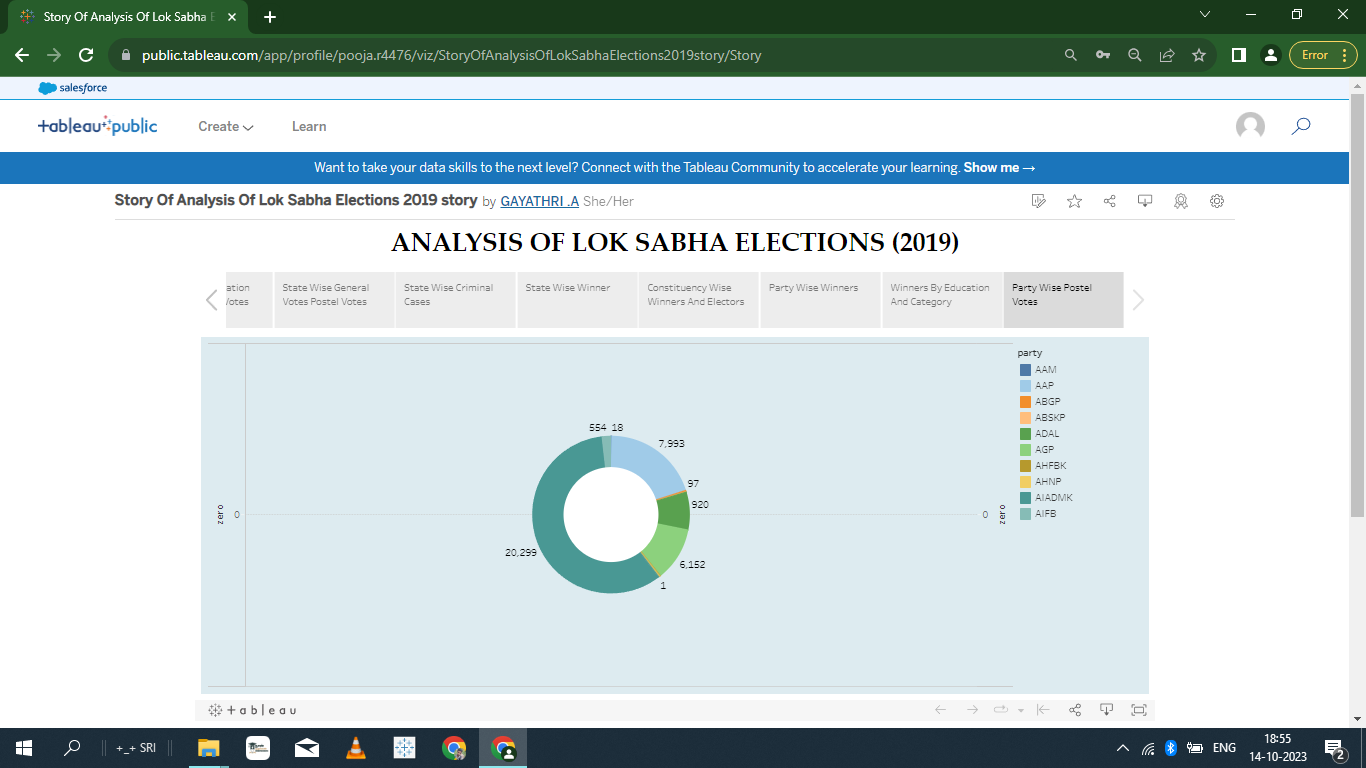 Story Of Analysis Of Lok Sabha E
public.tableau.com/app/profile/pooja.r4476/viz/StoryOfAnalysisOfLokSabhaElections2019story/Story
Error
salesforce
+ableau public
Create
Learn
Want to take your data skills to the next level? Connect with the Tableau Community to accelerate your learning. Show me →
Story Of Analysis Of Lok Sabha Elections 2019 story by GAYATHRI .A She/Her
ANALYSIS OF LOK SABHA ELECTIONS (2019)
ation
Votes
State Wise General
Votes Postel Votes
State Wise Criminal
Cases
State Wise Winner
Constituency Wise
Winners And Electors
Party Wise Winners
Winners By Education
And Category
Party Wise Postel
Votes
party
AAM
AAP
ABGP
ABSKP
ADAL
AGP
AHFBK
AHNP
AIADMK
AIFB
554 18
7,993
97
920
6,152
1
20,299
zero
0
0
zero
+ableau
+_+ SRI
ENG
18:55
14-10-2023
2